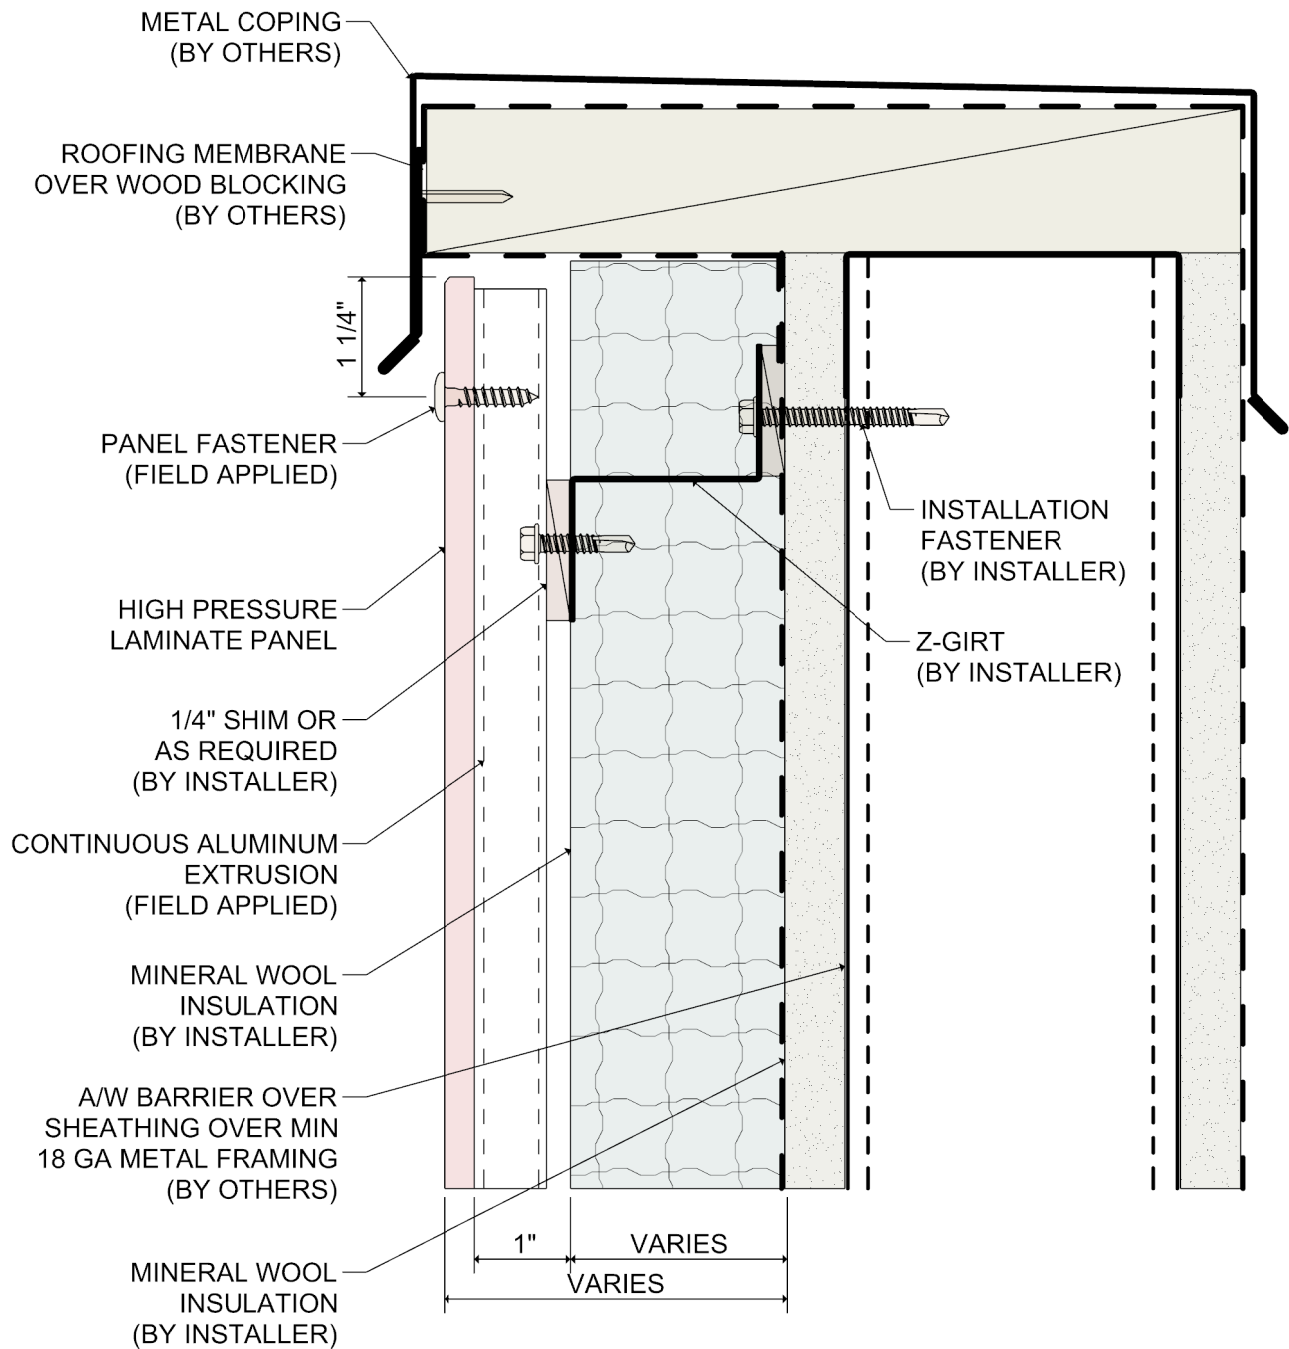 METAL COPING
(BY OTHERS)
ROOFING MEMBRANE
OVER WOOD BLOCKING
(BY OTHERS)
1 1/4"
PANEL FASTENER
(FIELD APPLIED)
INSTALLATION
FASTENER
(BY INSTALLER)
HIGH PRESSURE
LAMINATE PANEL
Z-GIRT
(BY INSTALLER)
1/4" SHIM OR
AS REQUIRED
(BY INSTALLER)
CONTINUOUS ALUMINUM
EXTRUSION
(FIELD APPLIED)
MINERAL WOOL
INSULATION
(BY INSTALLER)
A/W BARRIER OVER
SHEATHING OVER MIN
18 GA METAL FRAMING
(BY OTHERS)
1"
VARIES
VARIES
MINERAL WOOL
INSULATION
(BY INSTALLER)